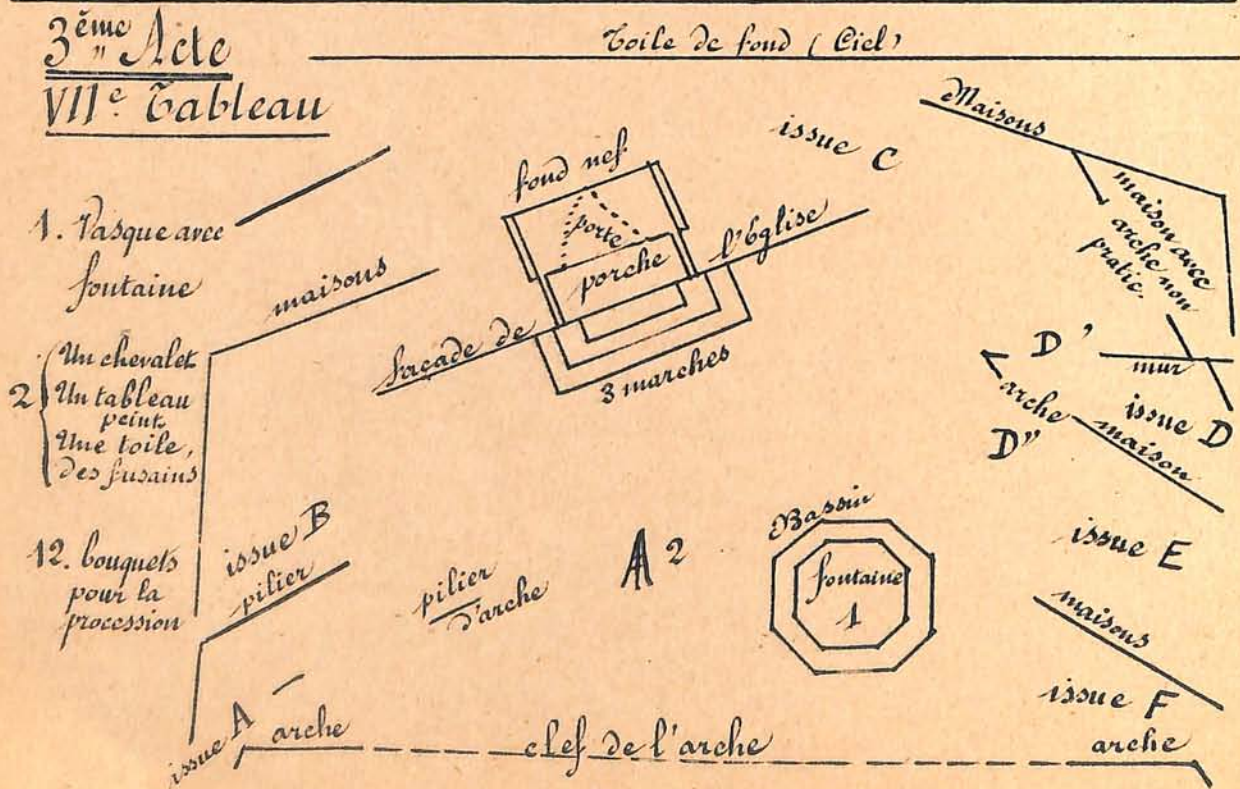 3ème Acte
VIIe Tableau
Toile de fond (Ciel)
1. Vasque avec
fontaine
2 { Un chevalet
Un tableau
peint,
Une toile,
des fusains
12. bouquets
pour la
procession
maisons
fond nef
porte
porche
façade de
l'Église
3 marches
issue C
Maisons
maison avec
arche non
pratic.
D'
mur
arche
D"
issue D
maison
issue B
pilier
pilier
d'arche
A 2
Bassin
fontaine
1
issue E
maisons
issue F
arche
issue A
arche
clef de l'arche